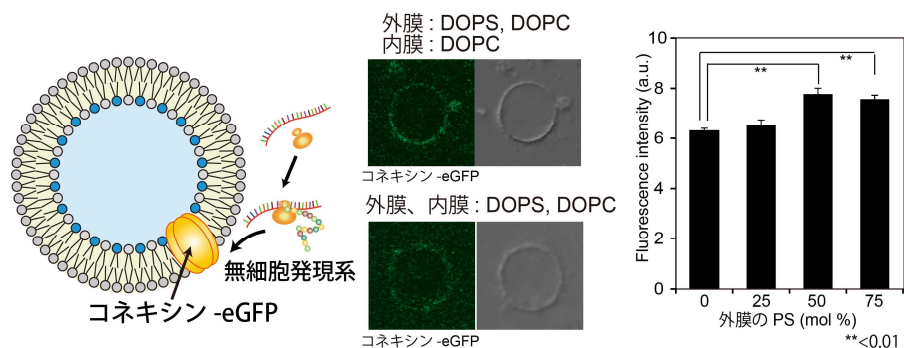 無細胞発現系
コネキシン -eGFP
外膜 : DOPS, DOPC
内膜 : DOPC
コネキシン -eGFP
外膜、内膜 : DOPS, DOPC
コネキシン -eGFP
Fluorescence intensity (a.u.)
10
8
6
4
2
0
**
**
0 25 50 75
外膜の PS (mol %)
**<0.01